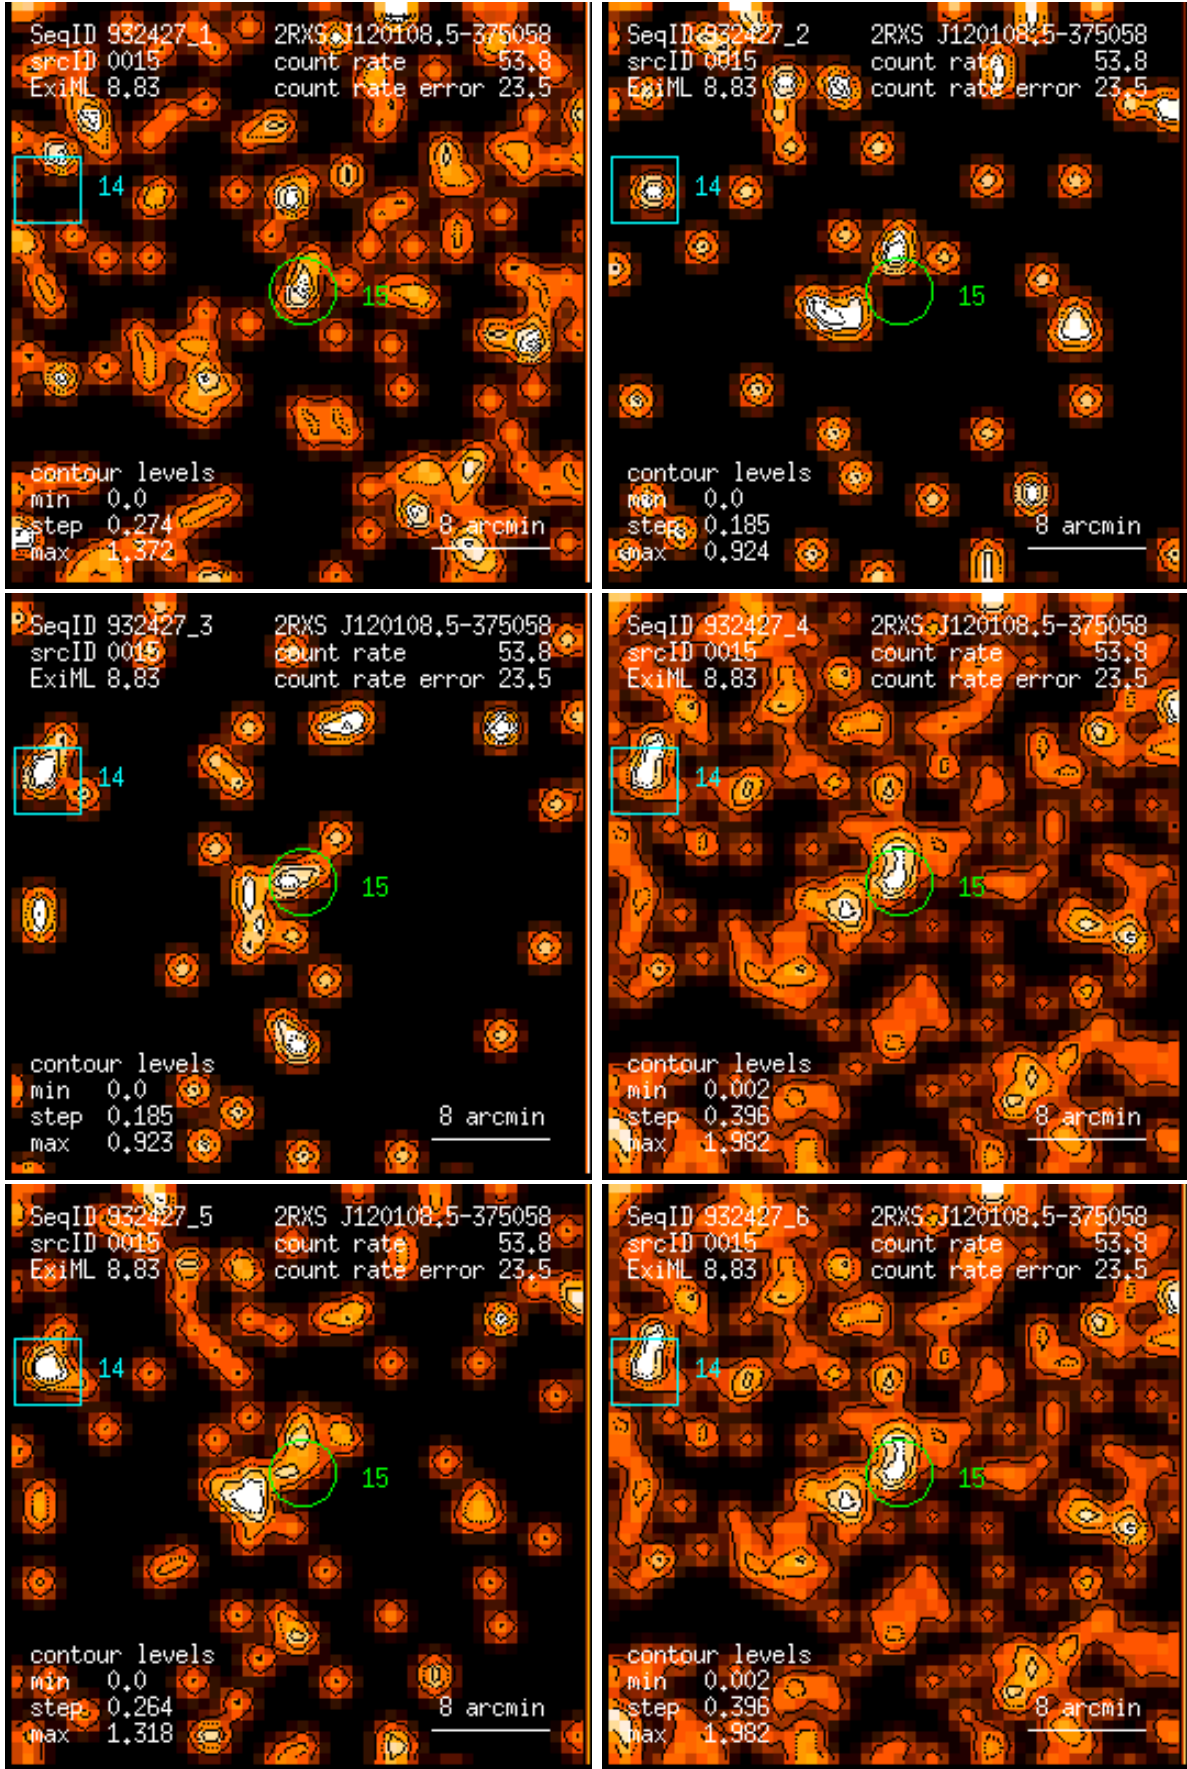 SeqID 932427_1 2RXS J120108.5-375058
srcID 0015 count rate 53.8
ExiML 8.83 count rate error 23.5
14
15
contour levels
min 0.0
step 0.274 8 arcmin
max 1.372
SeqID 932427_2 2RXS J120108.5-375058
srcID 0015 count rate 53.8
ExiML 8.83 count rate error 23.5
14
15
contour levels
min 0.0
step 0.185 8 arcmin
max 0.924
SeqID 932427_3 2RXS J120108.5-375058
srcID 0015 count rate 53.8
ExiML 8.83 count rate error 23.5
14
15
contour levels
min 0.0
step 0.185 8 arcmin
max 0.923
SeqID 932427_4 2RXS J120108.5-375058
srcID 0015 count rate 53.8
ExiML 8.83 count rate error 23.5
14
15
contour levels
min 0.002
step 0.396 8 arcmin
max 1.982
SeqID 932427_5 2RXS J120108.5-375058
srcID 0015 count rate 53.8
ExiML 8.83 count rate error 23.5
14
15
contour levels
min 0.0
step 0.264 8 arcmin
max 1.318
SeqID 932427_6 2RXS J120108.5-375058
srcID 0015 count rate 53.8
ExiML 8.83 count rate error 23.5
14
15
contour levels
min 0.002
step 0.396 8 arcmin
max 1.982